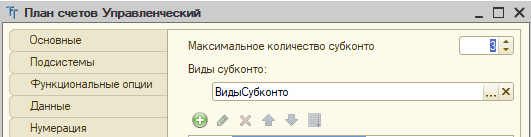 План счетов Управленческий
Основные
Подсистемы
Функциональные опции
Данные
Нумерация
Максимальное количество субконто 3
Виды субконто:
ВидыСубконто ...